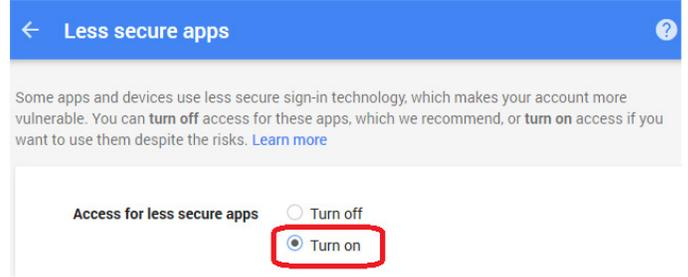 Less secure apps
Some apps and devices use less secure sign-in technology, which makes your account more
vulnerable. You can turn off access for these apps, which we recommend, or turn on access if you
want to use them despite the risks. Learn more
Access for less secure apps Turn off
Turn on